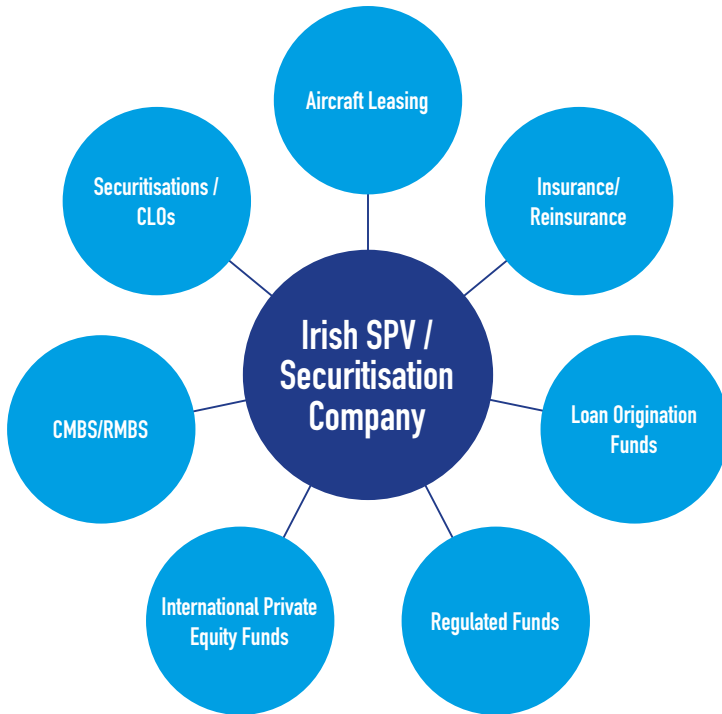 Aircraft Leasing
Securitisations /
CLOs
Insurance/
Reinsurance
Irish SPV /
Securitisation
Company
CMBS/RMBS
Loan Origination
Funds
International Private
Equity Funds
Regulated Funds